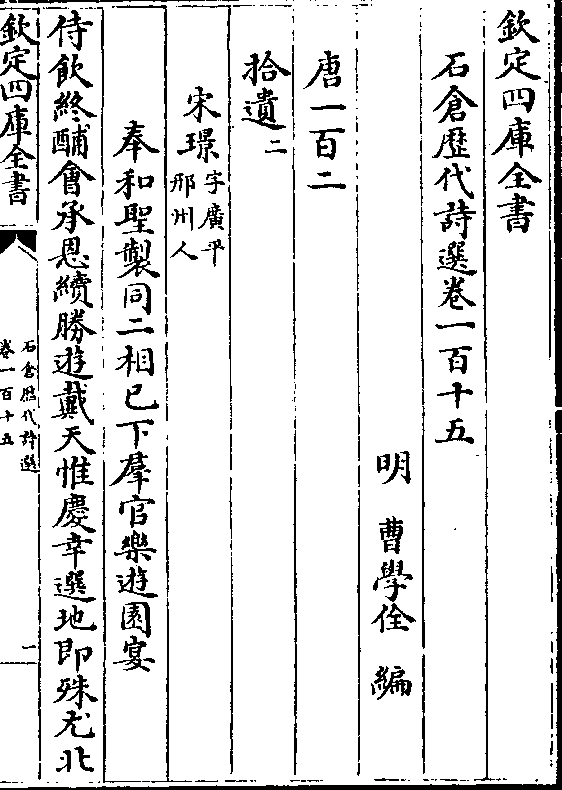 欽定四庫全書
石倉歷代詩選卷一百十五
明 曹學佺 編
唐一百二
拾遺二
宋璟字廣平邢州人
奉和聖製同二相已下羣官樂遊園宴
侍飲終酺會承恩續勝遊戴天惟慶幸選地即殊尤北
欽定四庫全書
石倉歷代詩選
卷一百十五
一